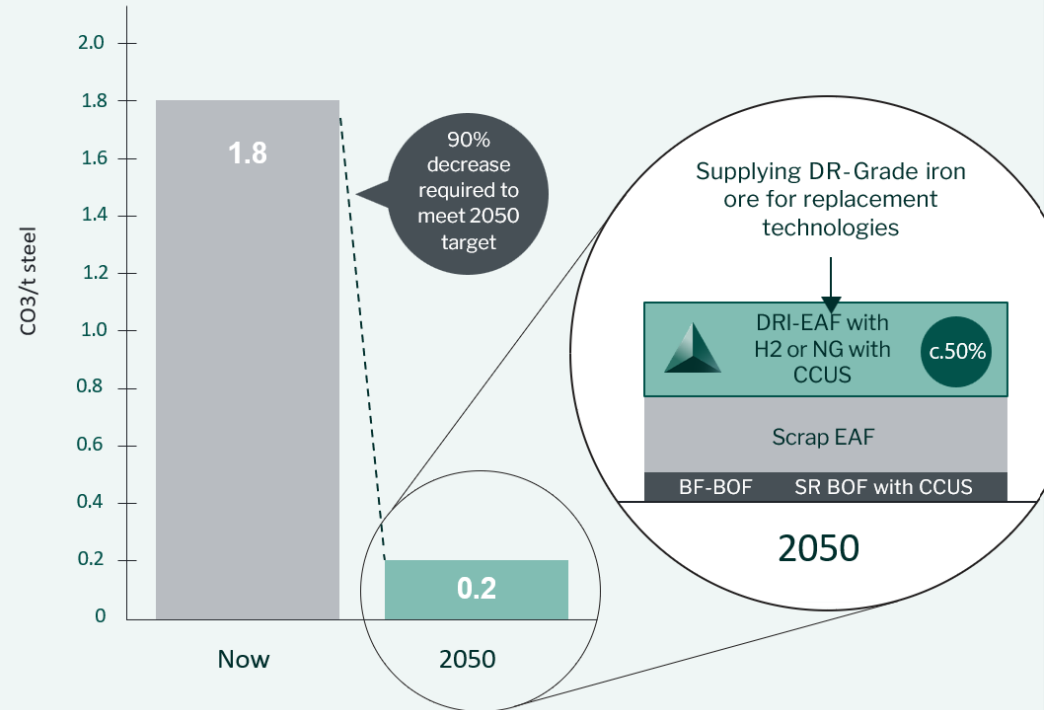 CO3/t steel
2.0
1.8
1.6
1.4
1.2
1.0
0.8
0.6
0.4
0.2
0
1.8
90%
decrease
required to
meet 2050
target
0.2
Now
2050
Supplying DR-Grade iron
ore for replacement
technologies
DRI-EAF with
H2 or NG with
CCUS
c.50%
Scrap EAF
BF-BOF SR BOF with CCUS
2050